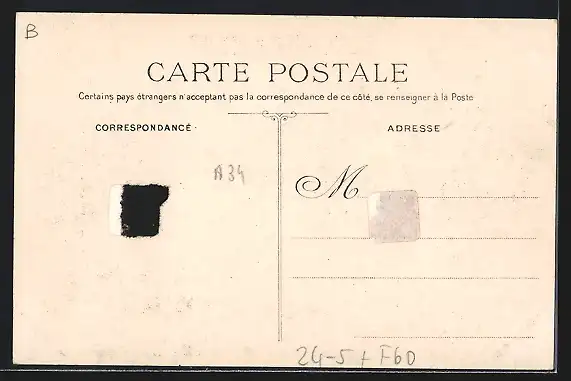 B
CARTE POSTALE
Certains pays étrangers n'acceptant pas la correspondance de ce côté, se renseigner à la Poste
CORRESPONDANCE
ADRESSE
A34
M
24-5 + F60